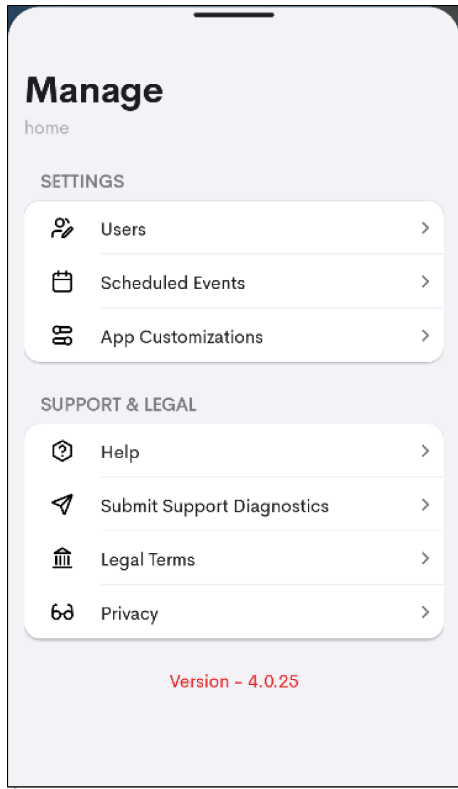 Manage
home
SETTINGS
Users
Scheduled Events
App Customizations
SUPPORT & LEGAL
Help
Submit Support Diagnostics
Legal Terms
Privacy
Version - 4.0.25